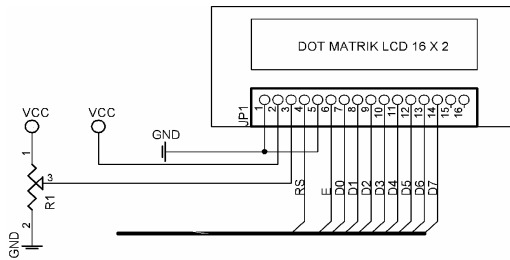 DOT MATRIK LCD 16 X 2
JP1
1 2 3 4 5 6 7 8 9 10 11 12 13 14 15 16
VCC
VCC
GND
1
3
R1
2
GND
RS E D0 D1 D2 D3 D4 D5 D6 D7